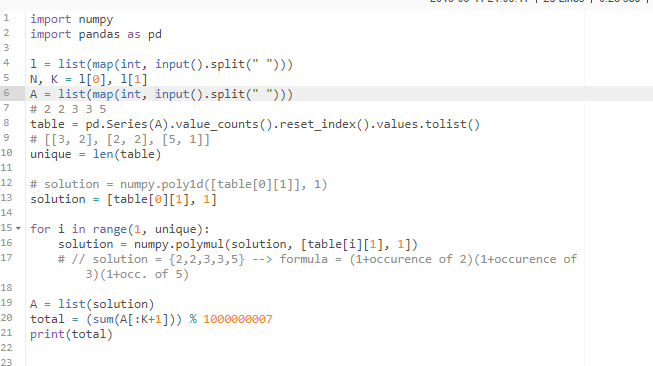 1 import numpy
2 import pandas as pd
3
4 l = list(map(int, input().split(" ")))
5 N, K = l[0], l[1]
6 A = list(map(int, input().split(" ")))
7 # 2 2 3 3 5
8 table = pd.Series(A).value_counts().reset_index().values.tolist()
9 # [[3, 2], [2, 2], [5, 1]]
10 unique = len(table)
11
12 # solution = numpy.poly1d([table[0][1]], 1)
13 solution = [table[0][1], 1]
14
15 for i in range(1, unique):
16 solution = numpy.polymul(solution, [table[i][1], 1])
17 # // solution = {2,2,3,3,5} --> formula = (1+occurence of 2)(1+occurence of
3)(1+occ. of 5)
18
19 A = list(solution)
20 total = (sum(A[:K+1])) % 1000000007
21 print(total)
22
23